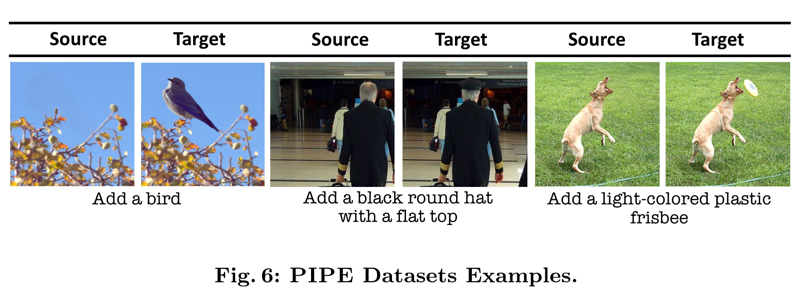 Source Target Source Target Source Target
Add a bird
Add a black round hat
with a flat top
Add a light-colored plastic
frisbee
Fig. 6: PIPE Datasets Examples.